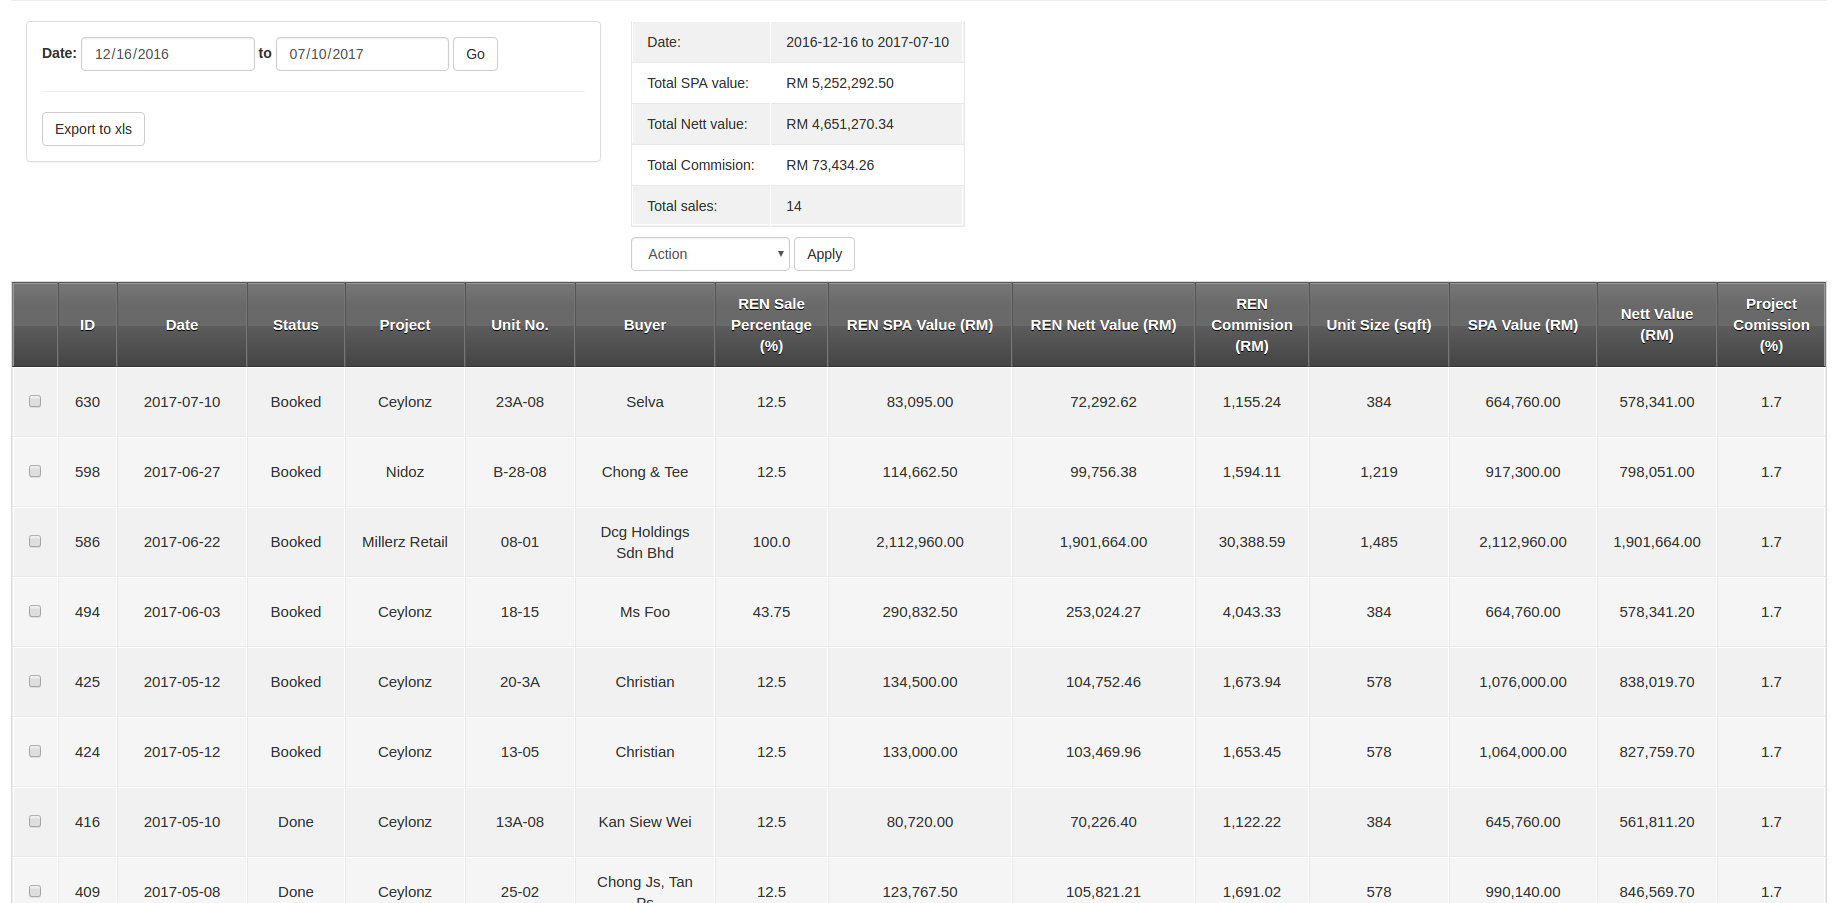 Date: 12/16/2016 to 07/10/2017 Go
Export to xls
Date: 2016-12-16 to 2017-07-10
Total SPA value: RM 5,252,292.50
Total Nett value: RM 4,651,270.34
Total Commision: RM 73,434.26
Total sales: 14
Action Apply
ID Date Status Project Unit No. Buyer REN Sale Percentage (%) REN SPA Value (RM) REN Nett Value (RM) REN Commision (RM) Unit Size (sqft) SPA Value (RM) Nett Value (RM) Project Comission (%)
630 2017-07-10 Booked Ceylonz 23A-08 Selva 12.5 83,095.00 72,292.62 1,155.24 384 664,760.00 578,341.00 1.7
598 2017-06-27 Booked Nidoz B-28-08 Chong & Tee 12.5 114,662.50 99,756.38 1,594.11 1,219 917,300.00 798,051.00 1.7
586 2017-06-22 Booked Millerz Retail 08-01 Dcg Holdings Sdn Bhd 100.0 2,112,960.00 1,901,664.00 30,388.59 1,485 2,112,960.00 1,901,664.00 1.7
494 2017-06-03 Booked Ceylonz 18-15 Ms Foo 43.75 290,832.50 253,024.27 4,043.33 384 664,760.00 578,341.20 1.7
425 2017-05-12 Booked Ceylonz 20-3A Christian 12.5 134,500.00 104,752.46 1,673.94 578 1,076,000.00 838,019.70 1.7
424 2017-05-12 Booked Ceylonz 13-05 Christian 12.5 133,000.00 103,469.96 1,653.45 578 1,064,000.00 827,759.70 1.7
416 2017-05-10 Done Ceylonz 13A-08 Kan Siew Wei 12.5 80,720.00 70,226.40 1,122.22 384 645,760.00 561,811.20 1.7
409 2017-05-08 Done Ceylonz 25-02 Chong Js, Tan 12.5 123,767.50 105,821.21 1,691.02 578 990,140.00 846,569.70 1.7